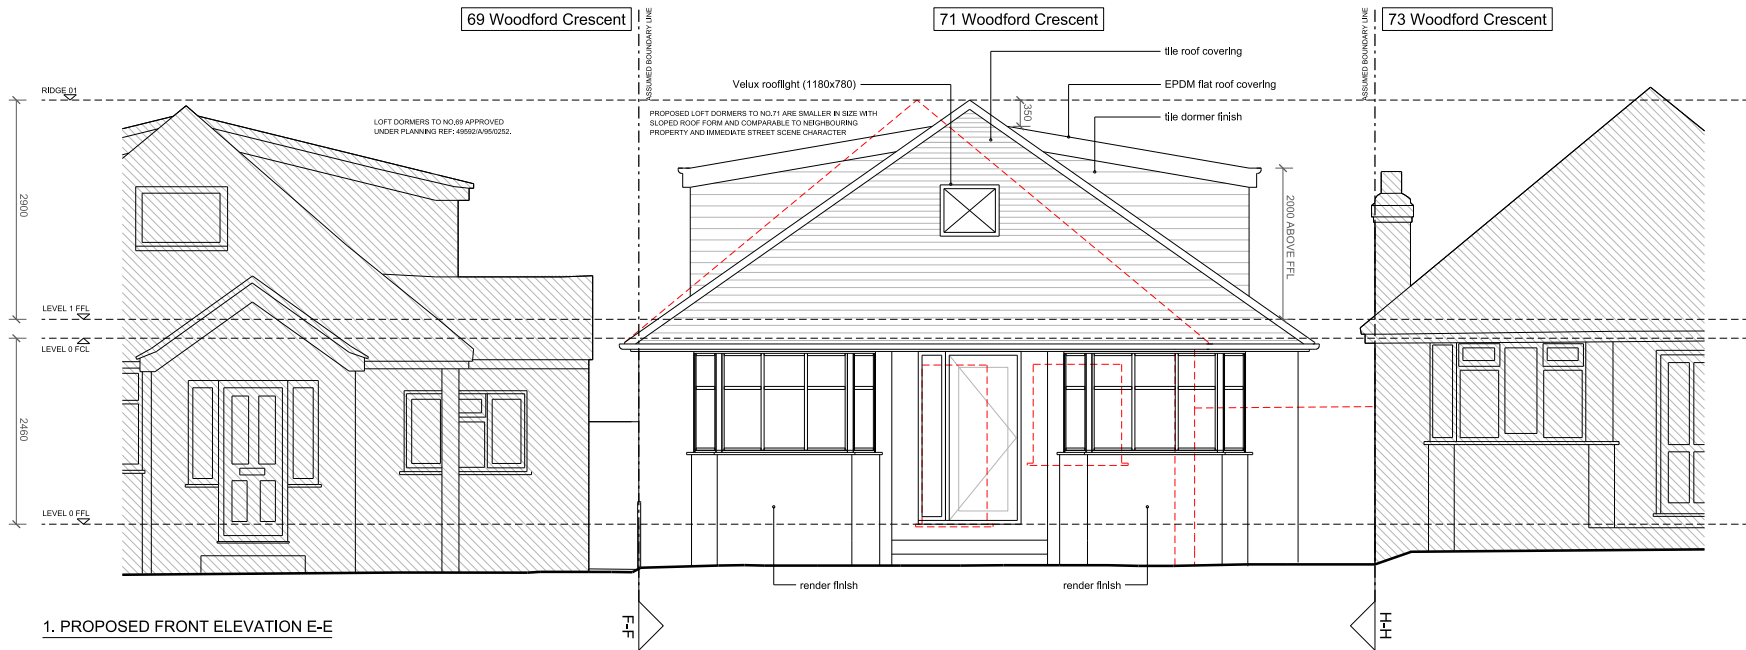 69 Woodford Crescent
71 Woodford Crescent
73 Woodford Crescent
ASSUMED BOUNDARY LINE
ASSUMED BOUNDARY LINE
tile roof covering
Velux rooflight (1180x780)
EPDM flat roof covering
RIDGE 01
350
tile dormer finish
LOFT DORMERS TO NO,69 APPROVED
UNDER PLANNING REF: 49592/A/95/0252.
PROPOSED LOFT DORMERS TO NO.71 ARE SMALLER IN SIZE WITH
SLOPED ROOF FORM AND COMPARABLE TO NEIGHBOURING
PROPERTY AND IMMEDIATE STREET SCENE CHARACTER
2900
2000 ABOVE FFL
LEVEL 1 FFL
LEVEL 0 FCL
2460
LEVEL 0 FFL
render finish
render finish
1. PROPOSED FRONT ELEVATION E-E
F-F
H-H